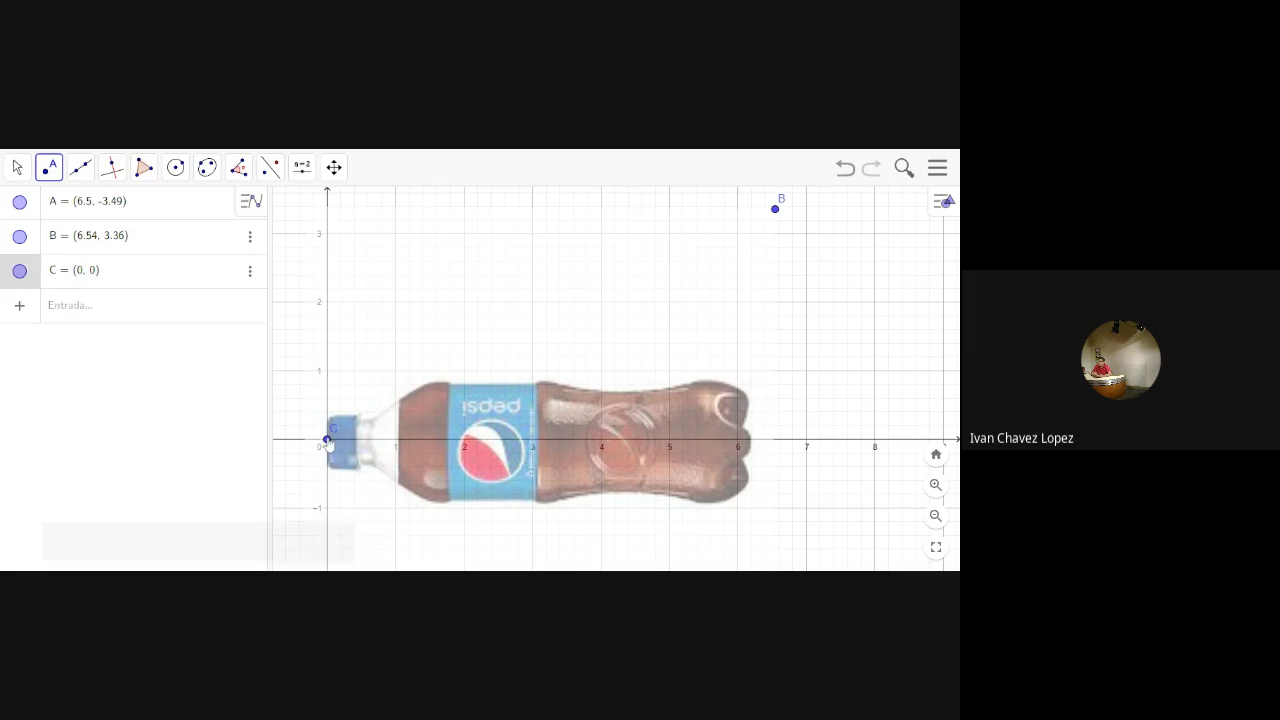 A
a=2
A = (6.5, -3.49)
B = (6.54, 3.36)
C = (0, 0)
+ Entrada...
B
3
2
1
pepsi
C
0 1 2 3 4 5 6 7 8
-1
Ivan Chavez Lopez